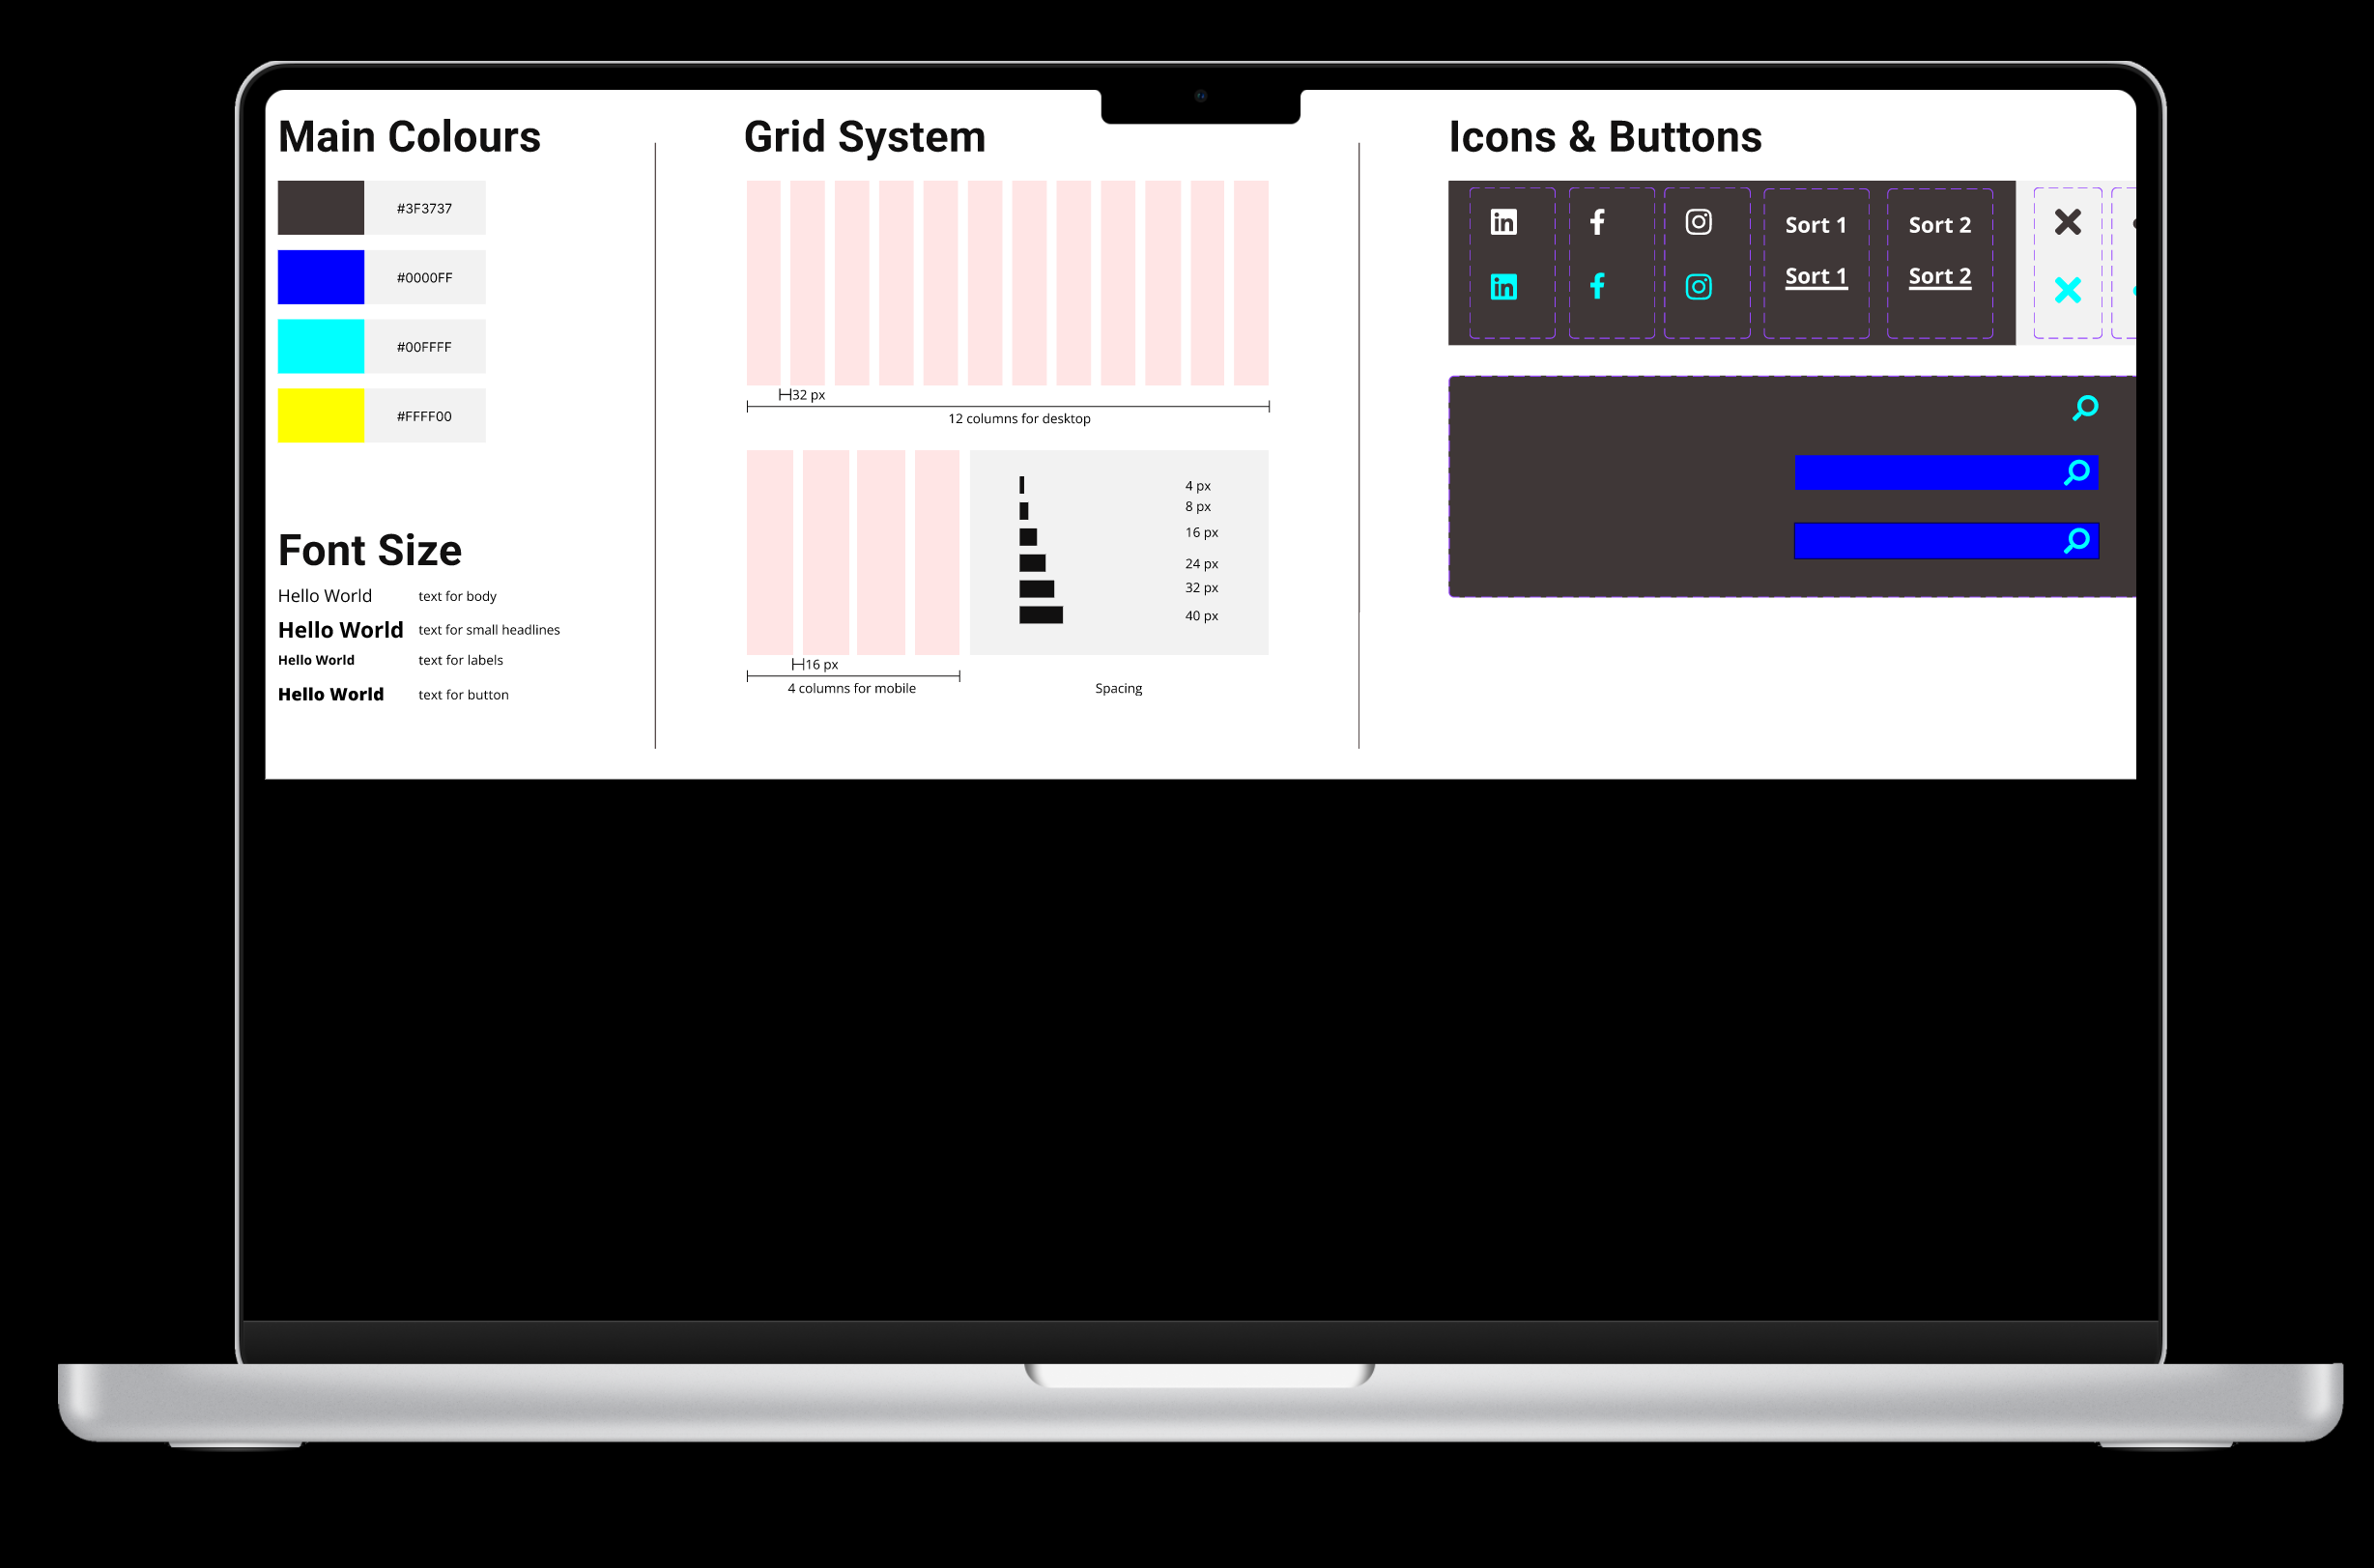 Main Colours
#3F3737
#0000FF
#00FFFF
#FFFF00
Font Size
Hello World text for body
Hello World text for small headlines
Hello World text for labels
Hello World text for button
Grid System
32 px
12 columns for desktop
16 px
4 columns for mobile
4 px
8 px
16 px
24 px
32 px
40 px
Spacing
Icons & Buttons
in f Sort 1 Sort 2
in f Sort 1 Sort 2